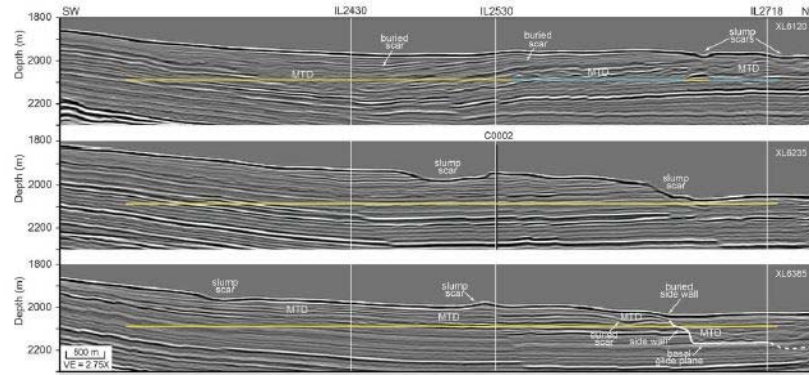 SW IL2430 IL2530 IL2718 N
1800
XL6120
slump
scars
buried
scar
buried
scar
MTD
MTD
MTD
2000
2200
Depth (m)
C0002
1800
XL6235
slump
scar
slump
scar
2000
2200
Depth (m)
1800
XL6385
slump
scar
slump
scar
buried
side wall
MTD
MTD
MTD
MTD
buried
scar
side wall
basal
glide plane
2000
2200
Depth (m)
500 m
VE = 2.75X